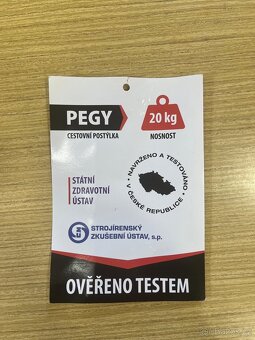 PEGY
CESTOVNÍ POSTÝLKA
20 kg
NOSNOST
STÁTNÍ
ZDRAVOTNÍ
ÚSTAV
NAVRŽENO A TESTOVÁNO
V ČESKÉ REPUBLICE
STROJÍRENSKÝ
ZKUŠEBNÍ ÚSTAV, s.p.
OVĚŘENO TESTEM